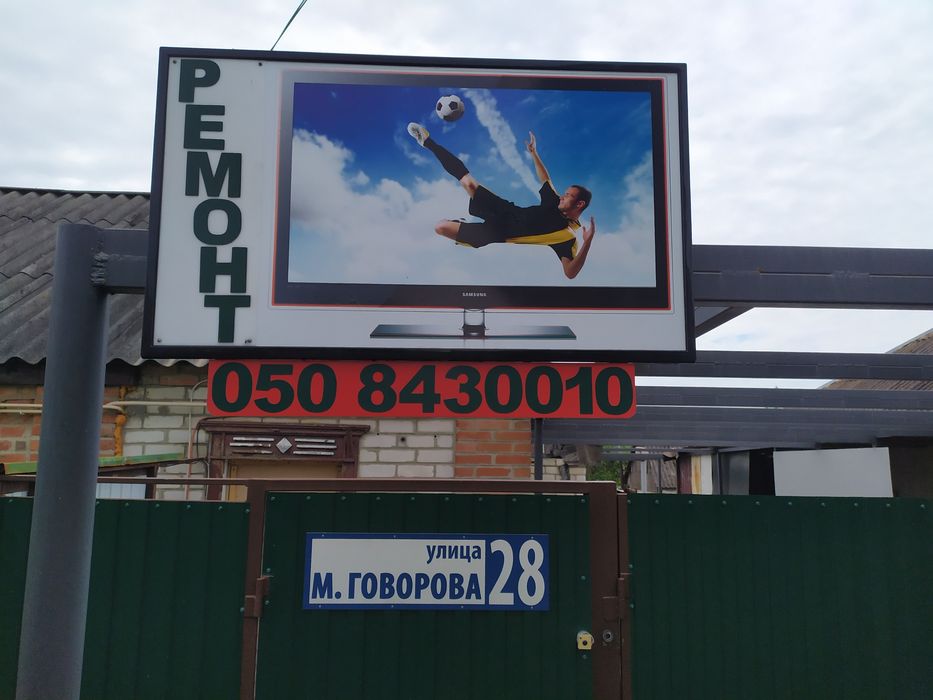 РЕМОНТ
SAMSUNG
050 8430010
улица
М. ГОВОРОВА 28